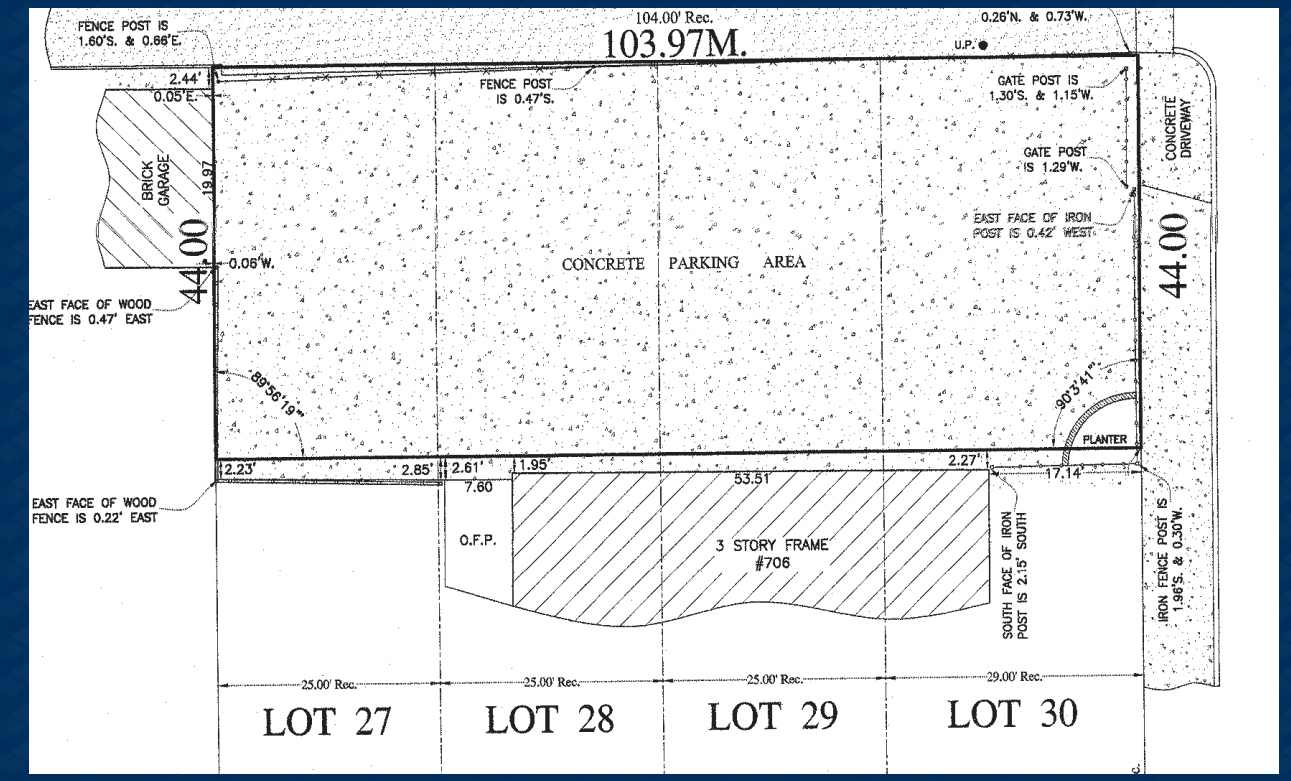 104.00' Rec.
103.97M.
FENCE POST IS
1.60'S. & 0.66'E.
0.26'N. & 0.73'W.
U.P.
2.44'
0.05'E.
FENCE POST
IS 0.47'S.
GATE POST IS
1.30'S. & 1.15'W.
CONCRETE
DRIVEWAY
BRICK
GARAGE
19.97
GATE POST
IS 1.29'W.
44.00
EAST FACE OF IRON
POST IS 0.42' WEST.
44.00
0.06'W.
CONCRETE PARKING AREA
EAST FACE OF WOOD
FENCE IS 0.47' EAST
89°56'19"
90°3'41"
PLANTER
2.23'
2.85'
2.61'
1.95'
2.27'
7.60
53.51'
17.14'
EAST FACE OF WOOD
FENCE IS 0.22' EAST
O.F.P.
3 STORY FRAME
#706
SOUTH FACE OF IRON
POST IS 2.15' SOUTH
IRON FENCE POST IS
1.96'S. & 0.30'W.
25.00' Rec.
25.00' Rec.
25.00' Rec.
29.00' Rec.
LOT 27
LOT 28
LOT 29
LOT 30